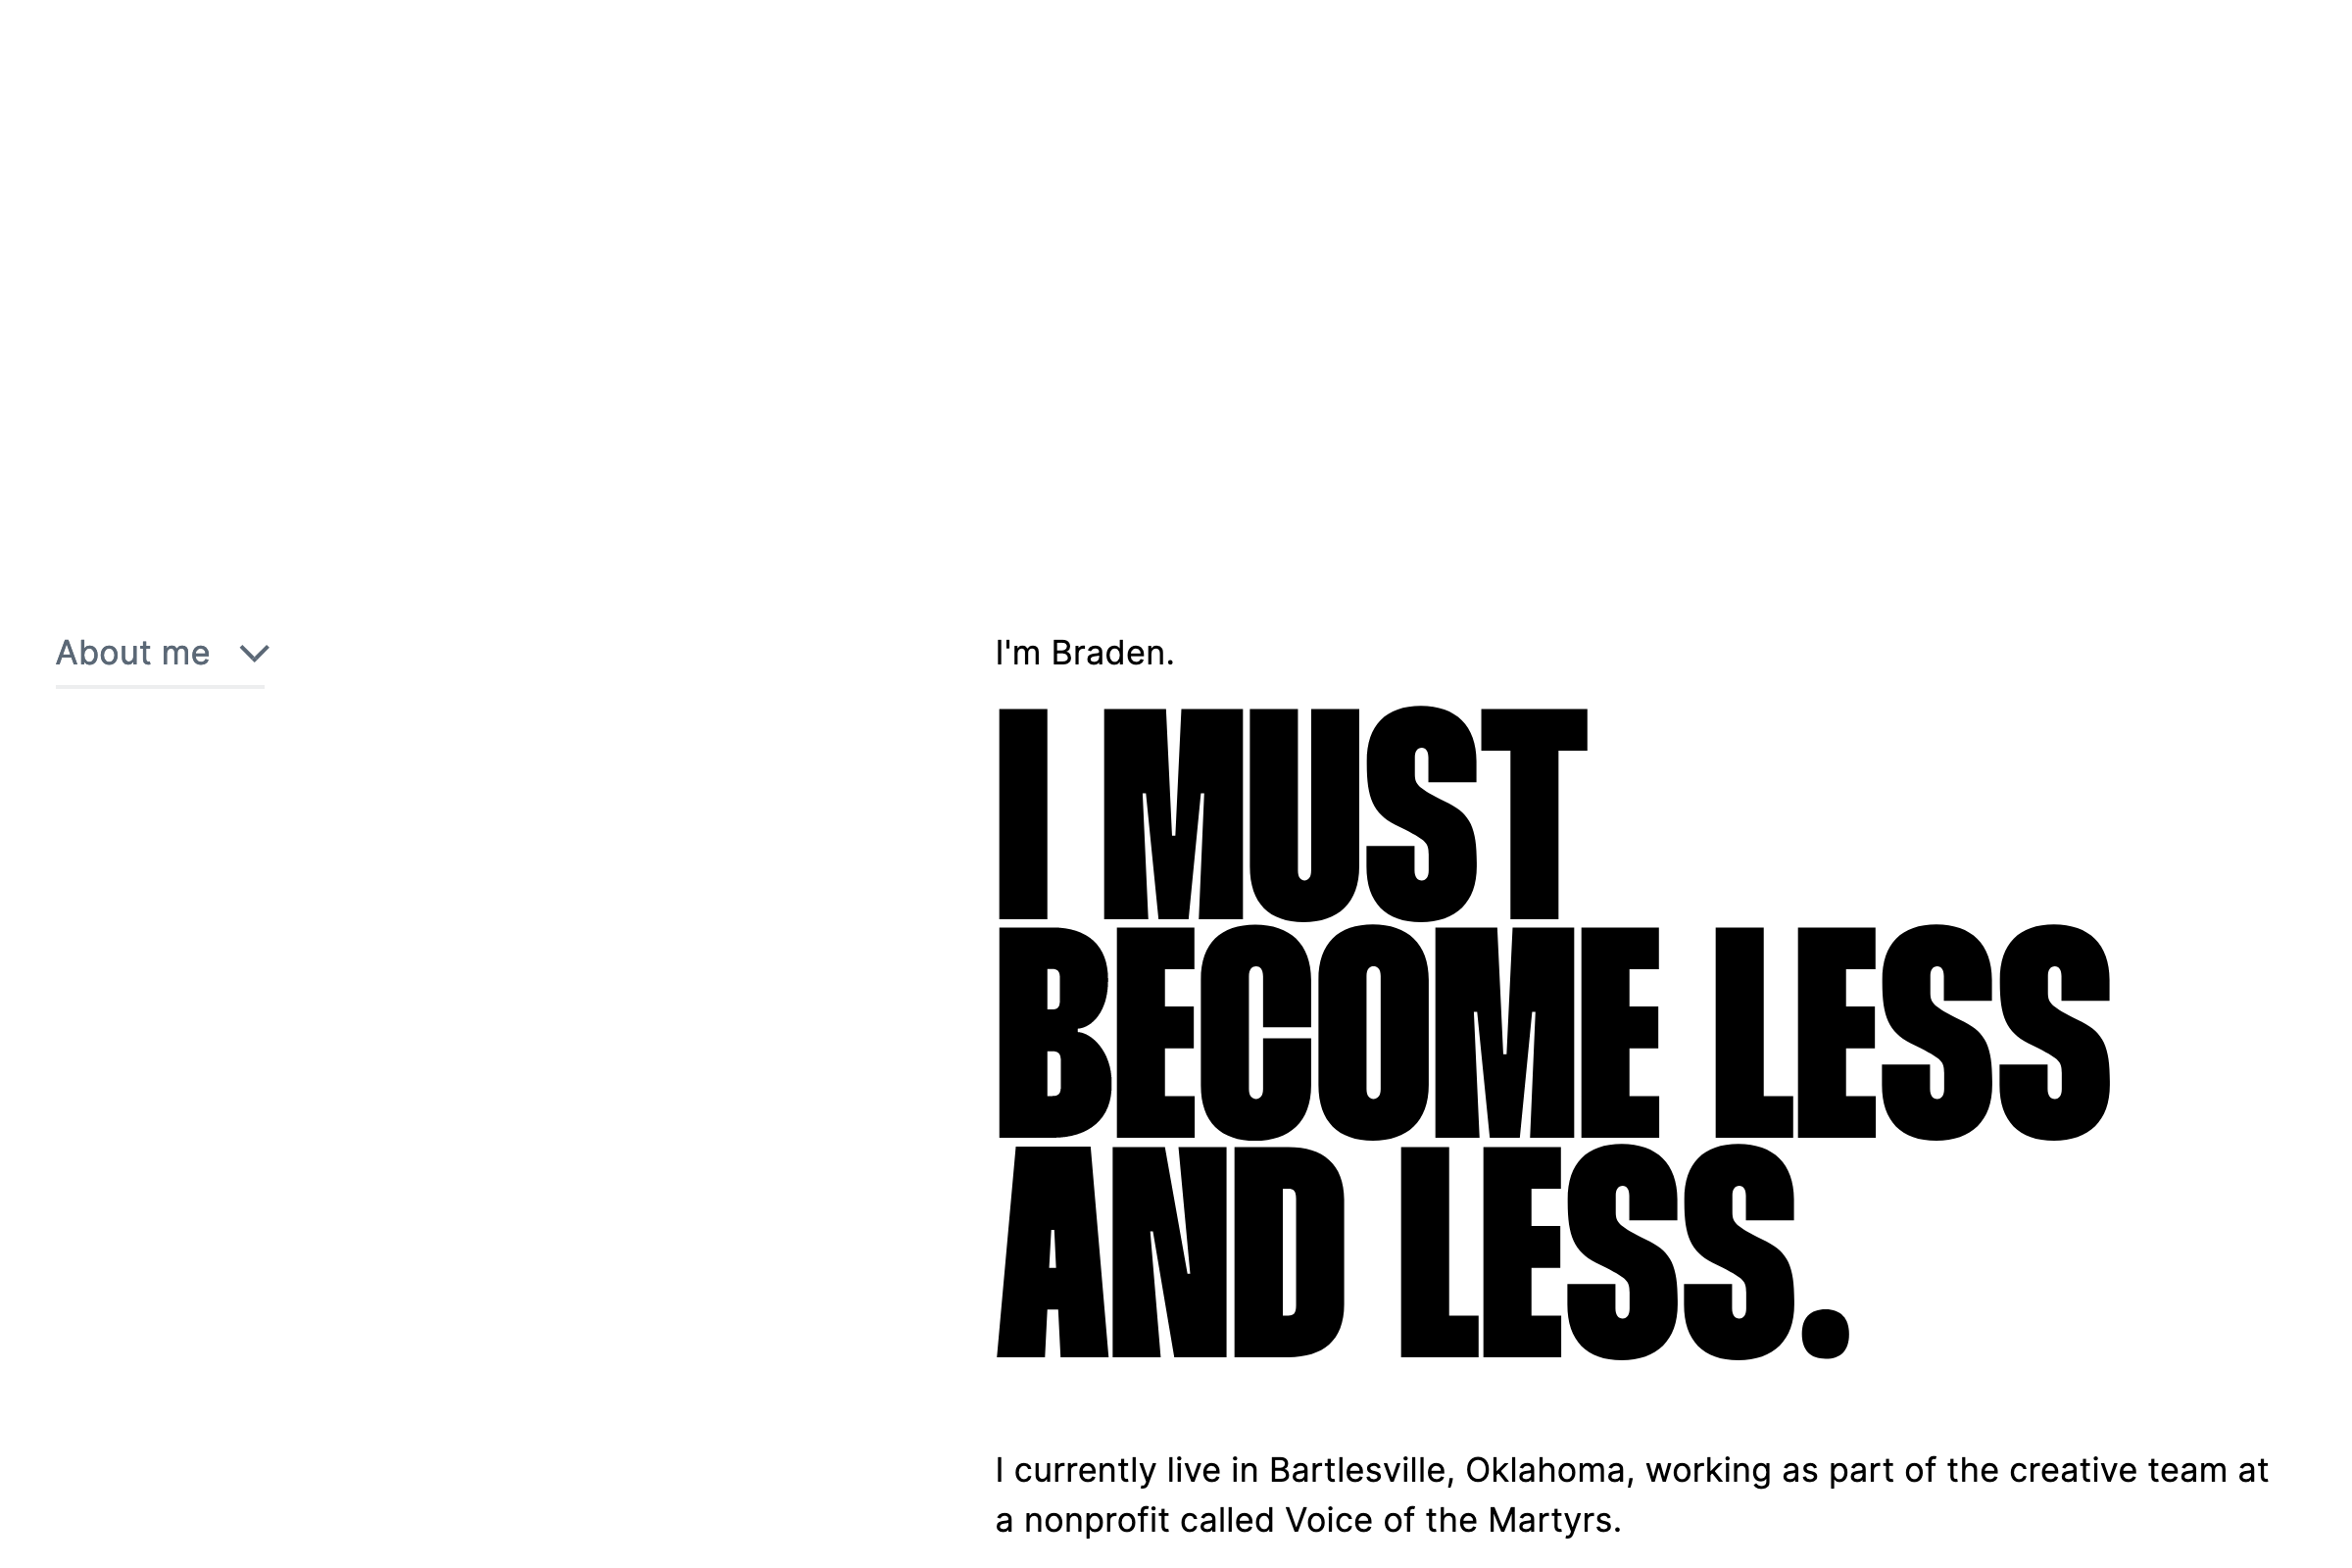 About me
I'm Braden.
I MUST
BECOME LESS
AND LESS.
I currently live in Bartlesville, Oklahoma, working as part of the creative team at
a nonprofit called Voice of the Martyrs.